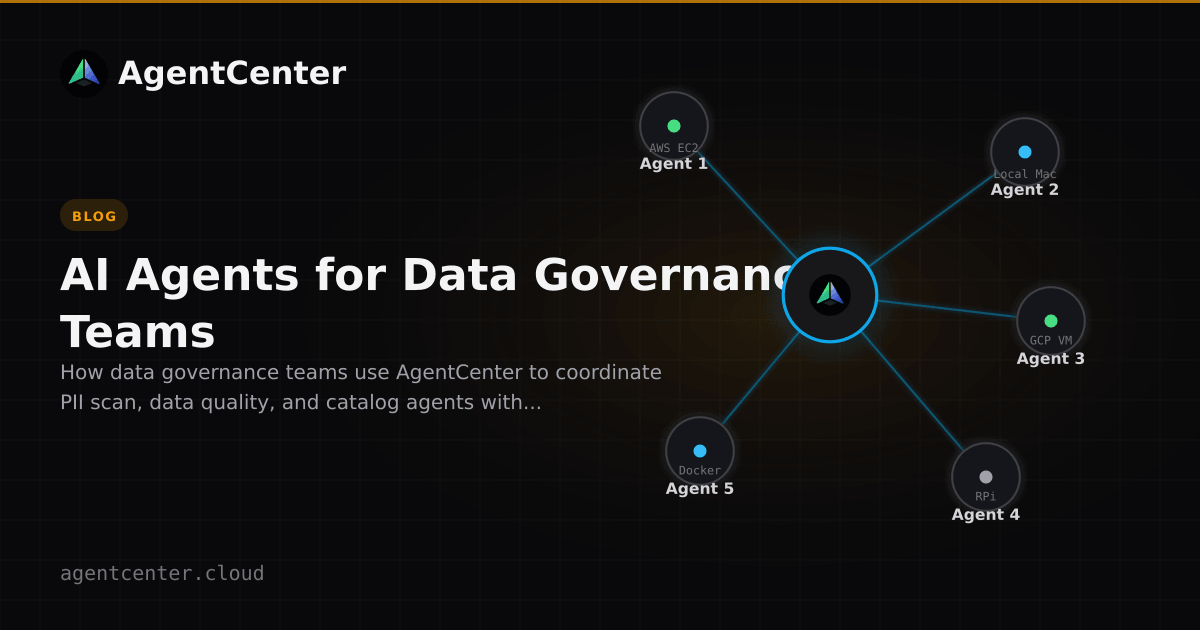 AgentCenter
BLOG
AI Agents for Data Governanc
Teams
How data governance teams use AgentCenter to coordinate
PII scan, data quality, and catalog agents with...
agentcenter.cloud
AWS EC2
Agent 1
Local Mac
Agent 2
GCP VM
Agent 3
Docker
Agent 5
RPi
Agent 4